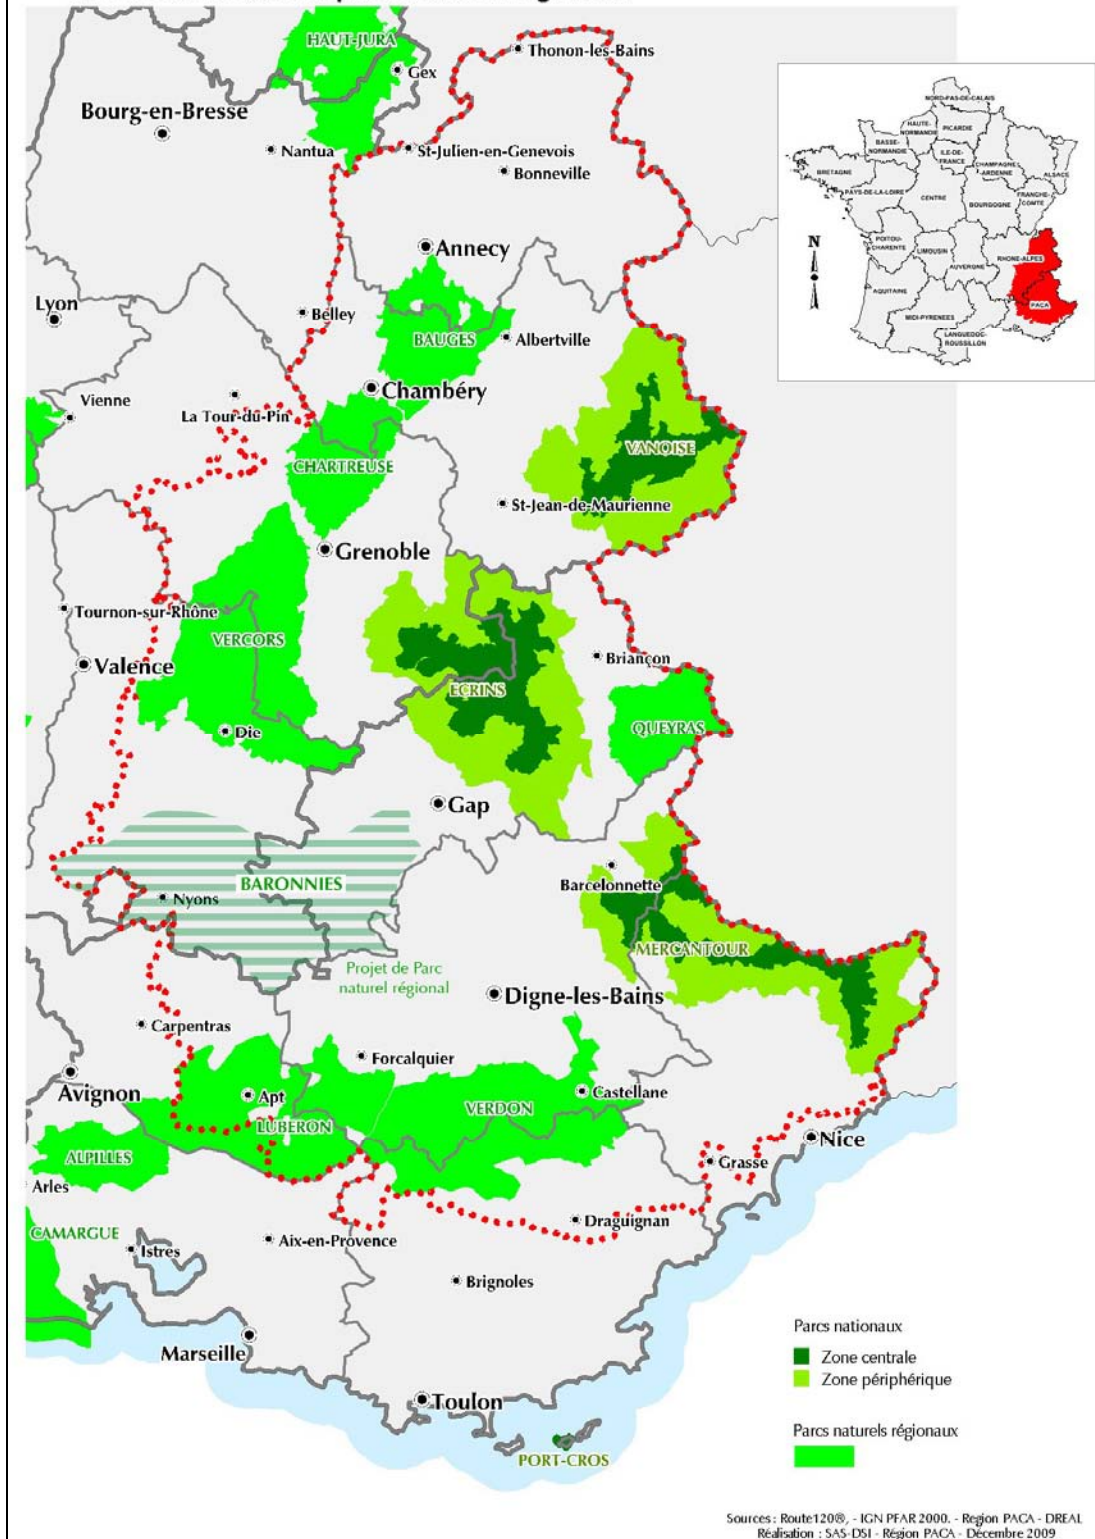 HAUT-JURA
Thonon-les-Bains
Gex
Bourg-en-Bresse
Nantua
St-Julien-en-Genevois
Bonneville
Annecy
Lyon
Belley
BAUGES
Albertville
Chambéry
Vienne
La Tour-du-Pin
CHARTREUSE
VANOISE
St-Jean-de-Maurienne
Grenoble
Tournon-sur-Rhône
VERCORS
Valence
Briançon
ECRINS
Die
QUEYRAS
Gap
BARONNIES
Barcelonnette
Nyons
MERCANTOUR
Projet de Parc
naturel régional
Digne-les-Bains
Carpentras
Forcalquier
Avignon
Apt
Castellane
VERDON
LUBERON
Nice
ALPILLES
Grasse
Arles
Draguignan
CAMARGUE
Istres
Aix-en-Provence
Brignoles
Marseille
Toulon
PORT-CROS
NORD-PAS-DE-CALAIS
HAUTE-
NORMANDIE
PICARDIE
BASSE-
NORMANDIE
ILE-DE-
FRANCE
CHAMPAGNE
-ARDENNE
ALSACE
BRETAGNE
PAYS-DE-LA-LOIRE
CENTRE
BOURGOGNE
FRANCHE-
COMTE
N
POITOU-
CHARENTE
LIMOUSIN
AUVERGNE
RHONE-ALPES
AQUITAINE
PACA
MIDI-PYRENEES
LANGUEDOC-
ROUSSILLON
Parcs nationaux
Zone centrale
Zone périphérique
Parcs naturels régionaux
Sources : Route120®, - IGN PFAR 2000. - Region PACA - DREAL
Réalisation : SAS-DSI - Région PACA - Décembre 2009